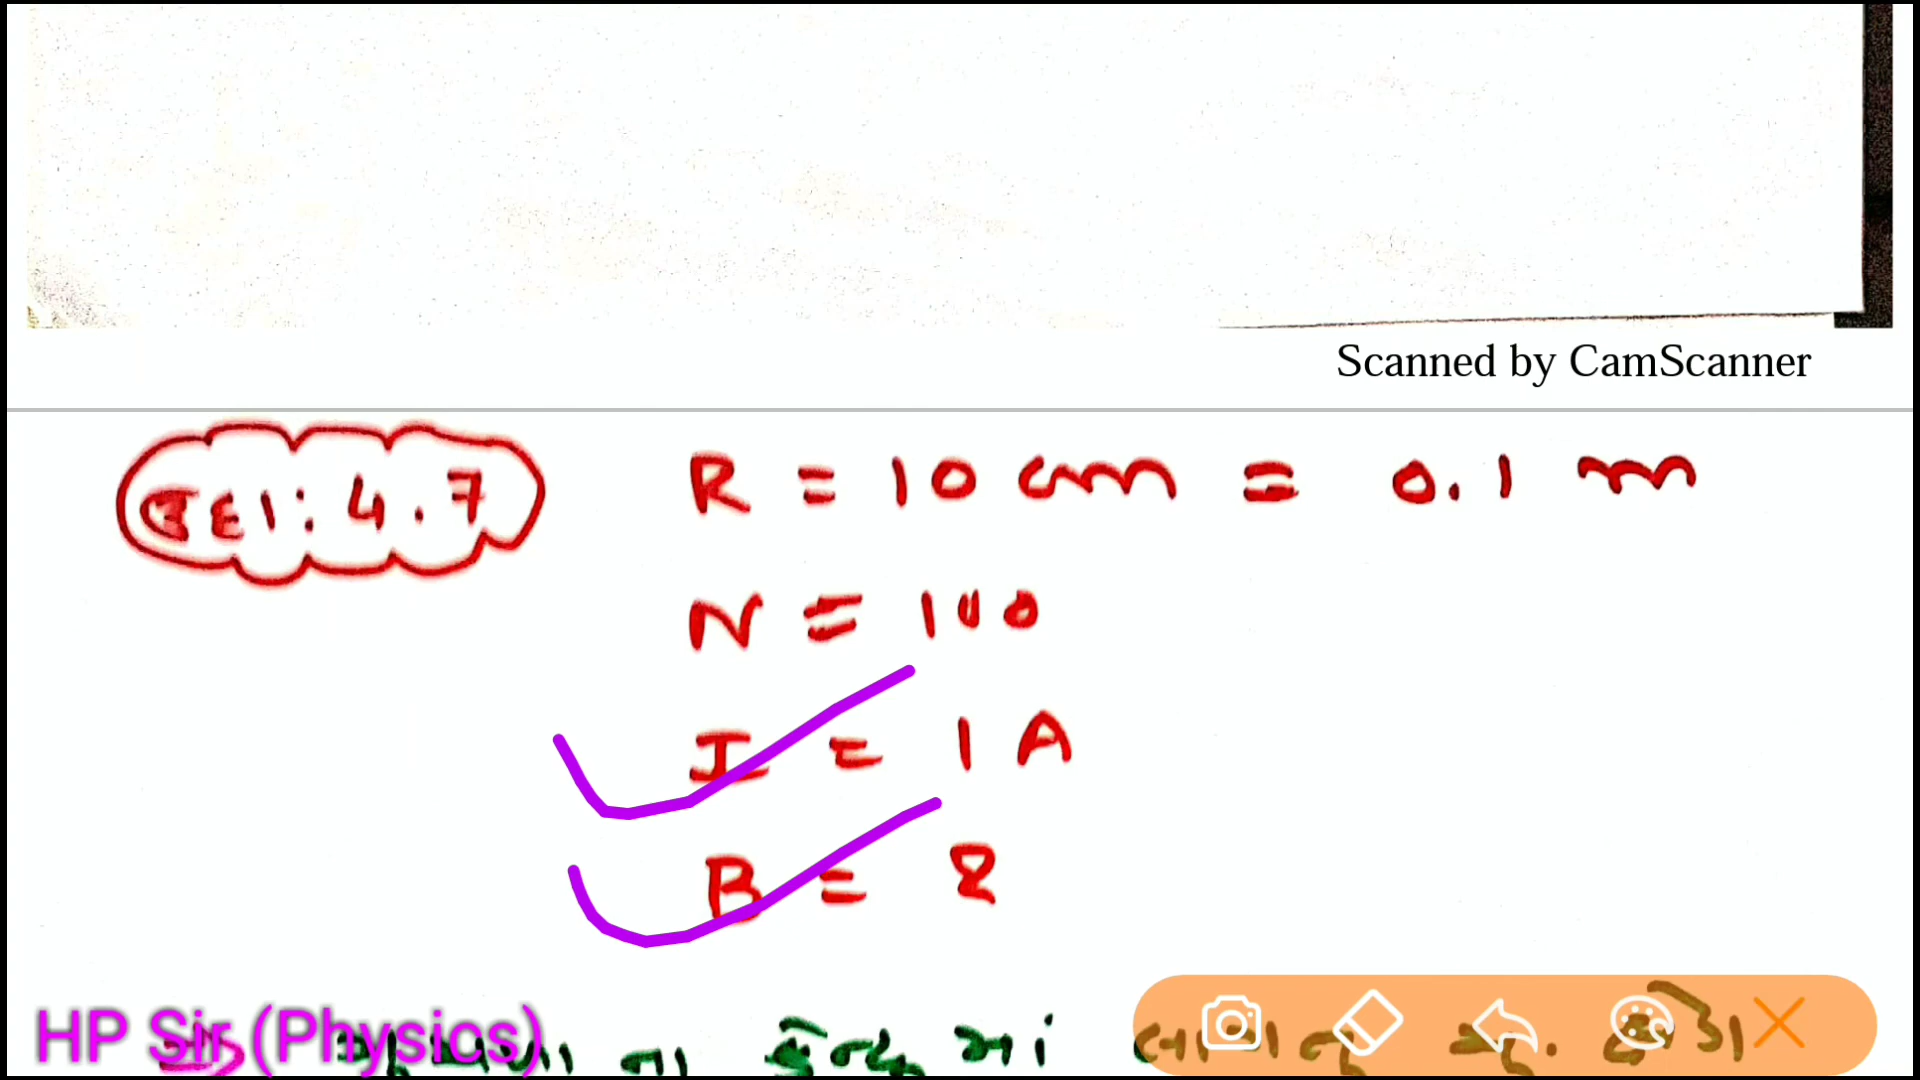 Scanned by CamScanner
દા: 4.7
R = 10 cm = 0.1 m
N = 100
I = 1 A
B = ?
HP Sir (Physics)
ના કેન્દ્ર માં